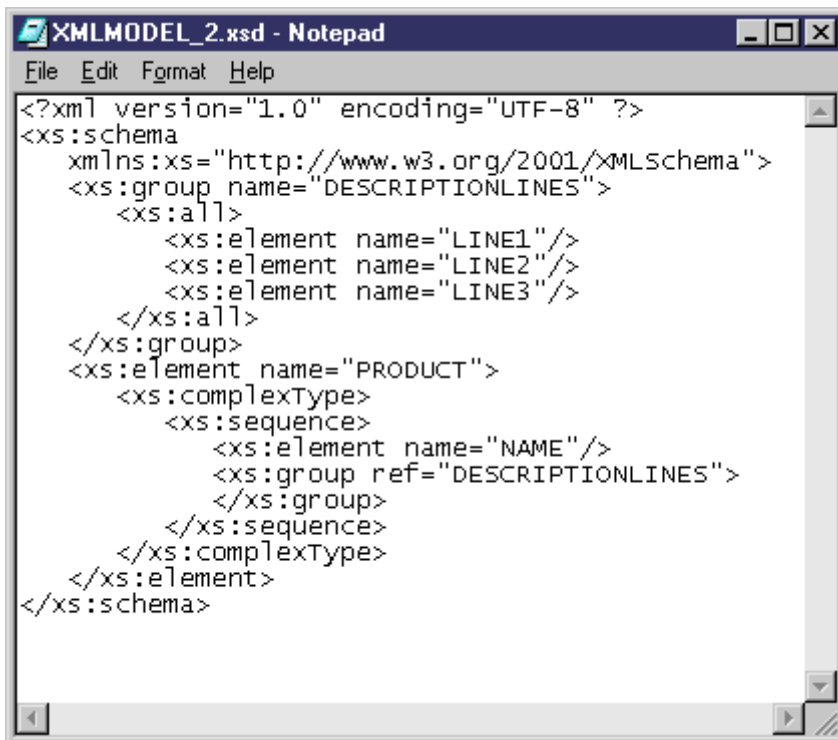 XMLMODEL_2.xsd - Notepad
File Edit Format Help
<?xml version="1.0" encoding="UTF-8" ?>
<xs:schema
   xmlns:xs="http://www.w3.org/2001/XMLSchema">
   <xs:group name="DESCRIPTIONLINES">
      <xs:all>
         <xs:element name="LINE1"/>
         <xs:element name="LINE2"/>
         <xs:element name="LINE3"/>
      </xs:all>
   </xs:group>
   <xs:element name="PRODUCT">
      <xs:complexType>
         <xs:sequence>
            <xs:element name="NAME"/>
            <xs:group ref="DESCRIPTIONLINES">
            </xs:group>
         </xs:sequence>
      </xs:complexType>
   </xs:element>
</xs:schema>